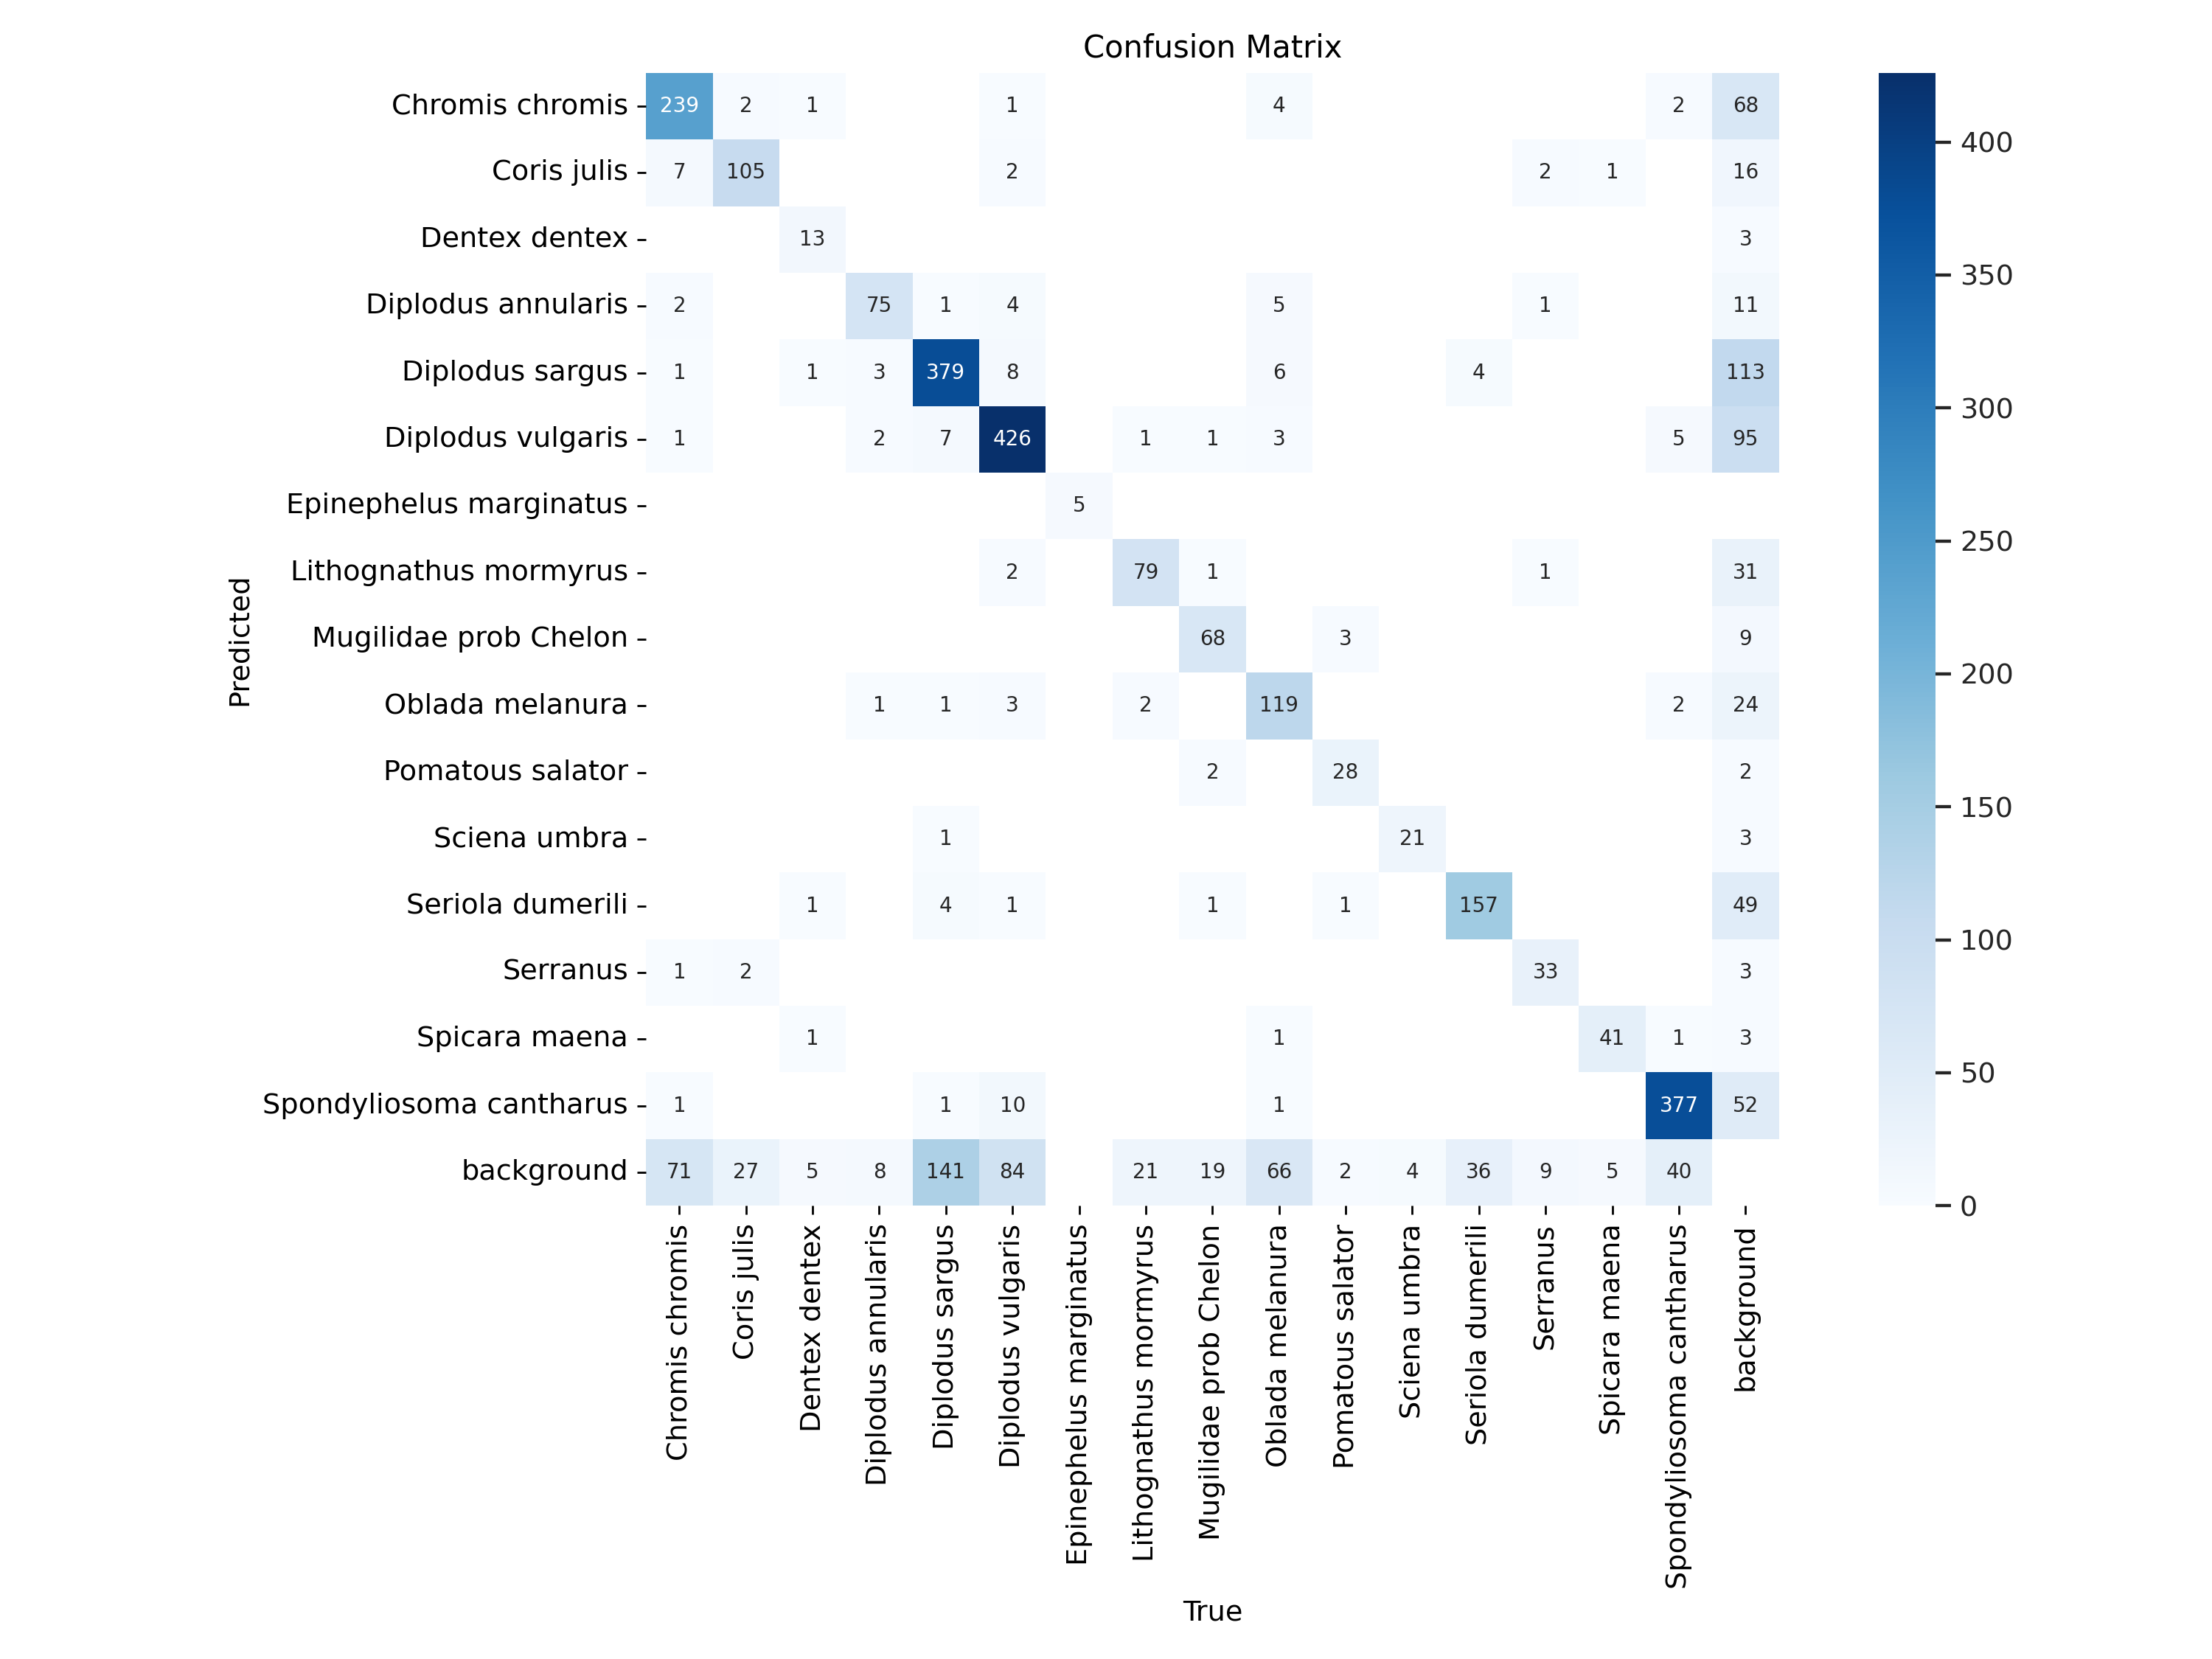 Confusion Matrix
Chromis chromis 239 2 1 1 4 2 68
Coris julis 7 105 2 2 1 16
Dentex dentex 13 3
Diplodus annularis 2 75 1 4 5 1 11
Diplodus sargus 1 1 3 379 8 6 4 113
Diplodus vulgaris 1 2 7 426 1 1 3 5 95
Epinephelus marginatus 5
Lithognathus mormyrus 2 79 1 1 31
Mugilidae prob Chelon 68 3 9
Oblada melanura 1 1 3 2 119 2 24
Pomatous salator 2 28 2
Sciena umbra 1 21 3
Seriola dumerili 1 4 1 1 1 157 49
Serranus 1 2 33 3
Spicara maena 1 1 41 1 3
Spondyliosoma cantharus 1 1 10 1 377 52
background 71 27 5 8 141 84 21 19 66 2 4 36 9 5 40
Predicted
Chromis chromis
Coris julis
Dentex dentex
Diplodus annularis
Diplodus sargus
Diplodus vulgaris
Epinephelus marginatus
Lithognathus mormyrus
Mugilidae prob Chelon
Oblada melanura
Pomatous salator
Sciena umbra
Seriola dumerili
Serranus
Spicara maena
Spondyliosoma cantharus
background
True
400
350
300
250
200
150
100
50
0